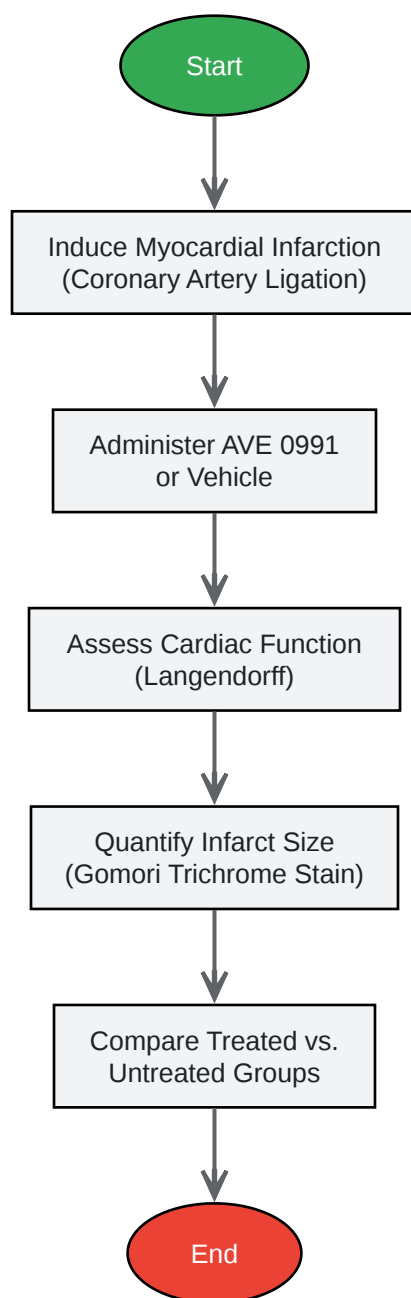 Start
Induce Myocardial Infarction
(Coronary Artery Ligation)
Administer AVE 0991
or Vehicle
Assess Cardiac Function
(Langendorff)
Quantify Infarct Size
(Gomori Trichrome Stain)
Compare Treated vs.
Untreated Groups
End